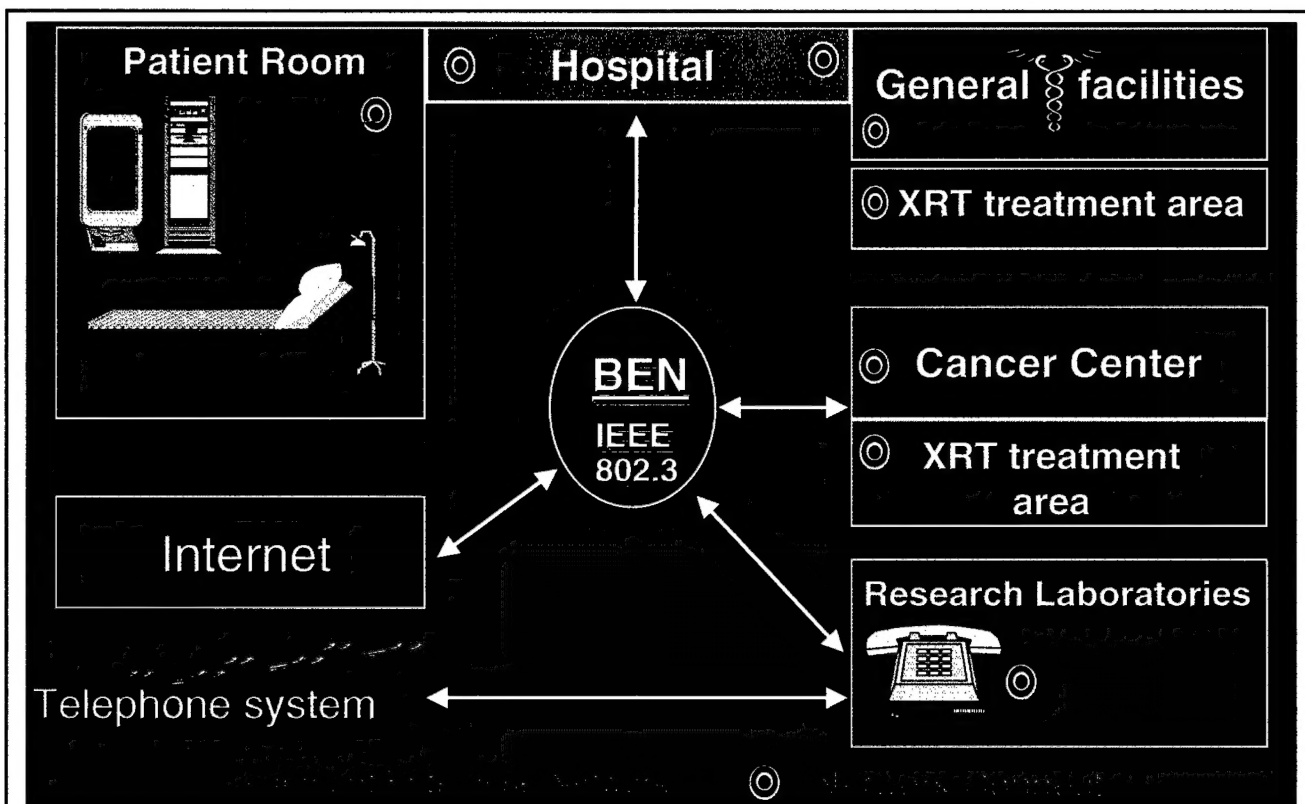 Patient Room
Hospital
General facilities
XRT treatment area
BEN
IEEE
802.3
Cancer Center
XRT treatment
area
Internet
Research Laboratories
Telephone system